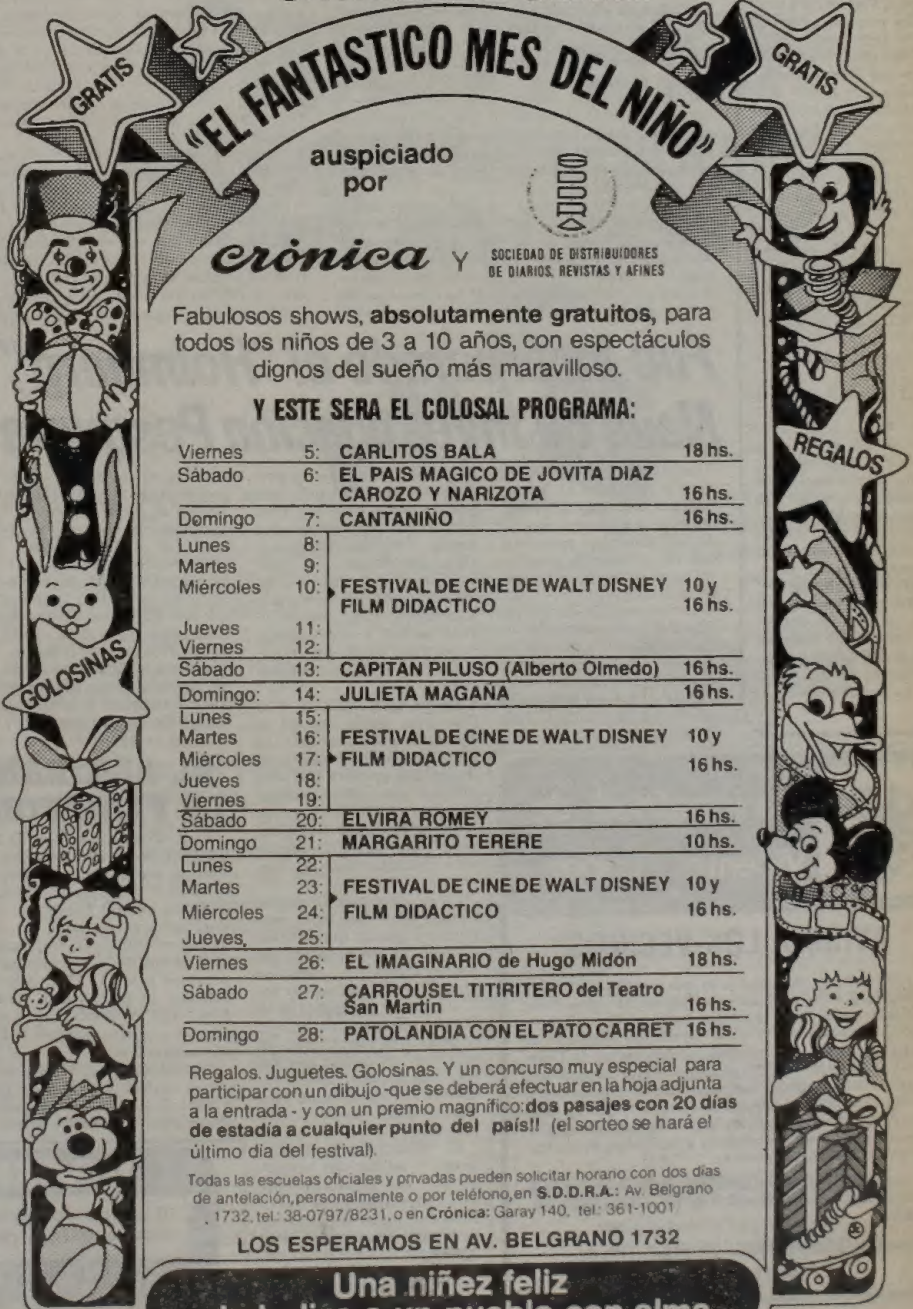 GRATIS
GRATIS
«EL FANTASTICO MES DEL NIÑO»
auspiciado
por
crónica Y SOCIEDAD DE DISTRIBUIDORES
DE DIARIOS, REVISTAS Y AFINES
Fabulosos shows, absolutamente gratuitos, para
todos los niños de 3 a 10 años, con espectáculos
dignos del sueño más maravilloso.
Y ESTE SERA EL COLOSAL PROGRAMA:
Viernes 5: CARLITOS BALA 18 hs.
Sábado 6: EL PAIS MAGICO DE JOVITA DIAZ
CAROZO Y NARIZOTA 16 hs.
Domingo 7: CANTANIÑO 16 hs.
Lunes 8:
Martes 9:
Miércoles 10: FESTIVAL DE CINE DE WALT DISNEY 10 y
FILM DIDACTICO 16 hs.
Jueves 11:
Viernes 12:
Sábado 13: CAPITAN PILUSO (Alberto Olmedo) 16 hs.
Domingo: 14: JULIETA MAGAÑA 16 hs.
Lunes 15:
Martes 16: FESTIVAL DE CINE DE WALT DISNEY 10 y
Miércoles 17: FILM DIDACTICO 16 hs.
Jueves 18:
Viernes 19:
Sábado 20: ELVIRA ROMEY 16 hs.
Domingo 21: MARGARITO TERERE 10 hs.
Lunes 22:
Martes 23: FESTIVAL DE CINE DE WALT DISNEY 10 y
Miércoles 24: FILM DIDACTICO 16 hs.
Jueves, 25:
Viernes 26: EL IMAGINARIO de Hugo Midón 18 hs.
Sábado 27: CARROUSEL TITIRITERO del Teatro
San Martin 16 hs.
Domingo 28: PATOLANDIA CON EL PATO CARRET 16 hs.
REGALOS
GOLOSINAS
Regalos. Juguetes. Golosinas. Y un concurso muy especial para
participar con un dibujo -que se deberá efectuar en la hoja adjunta
a la entrada - y con un premio magnífico: dos pasajes con 20 días
de estadía a cualquier punto del país!! (el sorteo se hará el
último día del festival).
Todas las escuelas oficiales y privadas pueden solicitar horario con dos días
de antelación, personalmente o por teléfono, en S.D.D.R.A.: Av. Belgrano
1732, tel.: 38-0797/8231, o en Crónica: Garay 140, tel.: 361-1001
LOS ESPERAMOS EN AV. BELGRANO 1732
Una niñez feliz
a un pueblo con alma